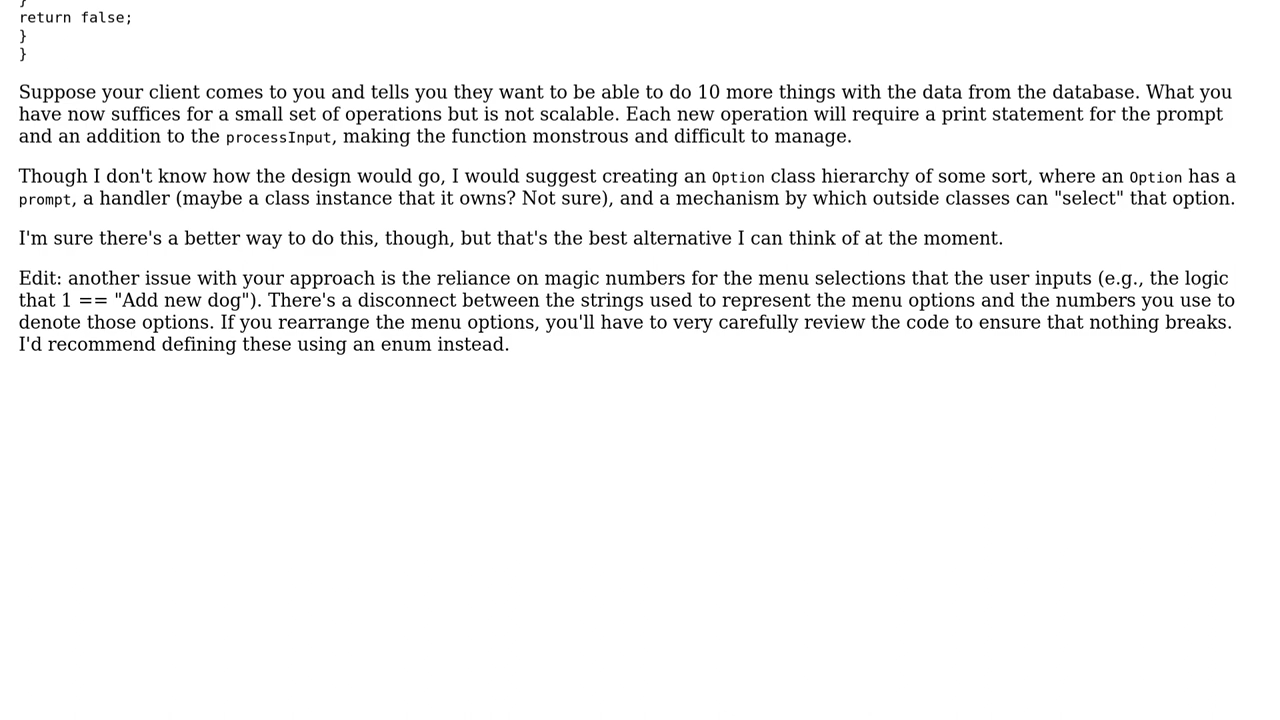 }
return false;
}
}
Suppose your client comes to you and tells you they want to be able to do 10 more things with the data from the database. What you
have now suffices for a small set of operations but is not scalable. Each new operation will require a print statement for the prompt
and an addition to the processInput, making the function monstrous and difficult to manage.
Though I don't know how the design would go, I would suggest creating an Option class hierarchy of some sort, where an Option has a
prompt, a handler (maybe a class instance that it owns? Not sure), and a mechanism by which outside classes can "select" that option.
I'm sure there's a better way to do this, though, but that's the best alternative I can think of at the moment.
Edit: another issue with your approach is the reliance on magic numbers for the menu selections that the user inputs (e.g., the logic
that 1 == "Add new dog"). There's a disconnect between the strings used to represent the menu options and the numbers you use to
denote those options. If you rearrange the menu options, you'll have to very carefully review the code to ensure that nothing breaks.
I'd recommend defining these using an enum instead.